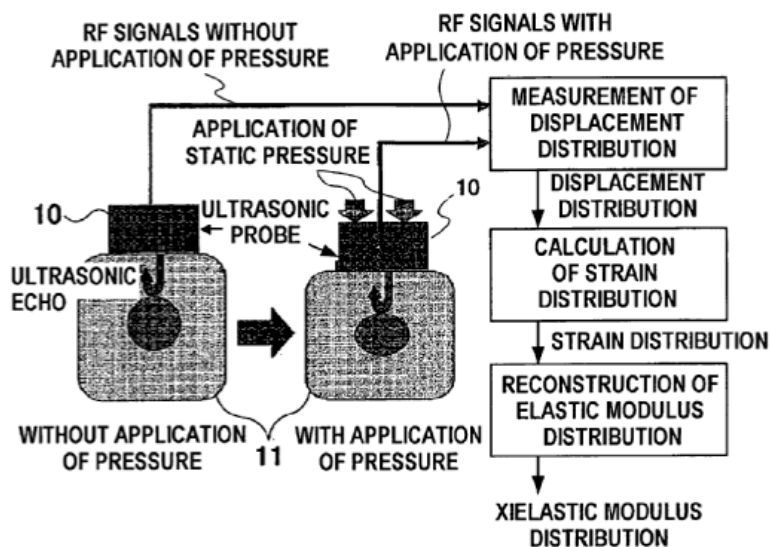 RF SIGNALS WITHOUT
APPLICATION OF PRESSURE
RF SIGNALS WITH
APPLICATION OF PRESSURE
APPLICATION OF
STATIC PRESSURE
10
10
ULTRASONIC
PROBE
ULTRASONIC
ECHO
WITHOUT APPLICATION
OF PRESSURE
11
WITH APPLICATION
OF PRESSURE
MEASUREMENT OF
DISPLACEMENT
DISTRIBUTION
DISPLACEMENT
DISTRIBUTION
CALCULATION
OF STRAIN
DISTRIBUTION
STRAIN DISTRIBUTION
RECONSTRUCTION OF
ELASTIC MODULUS
DISTRIBUTION
XIELASTIC MODULUS
DISTRIBUTION